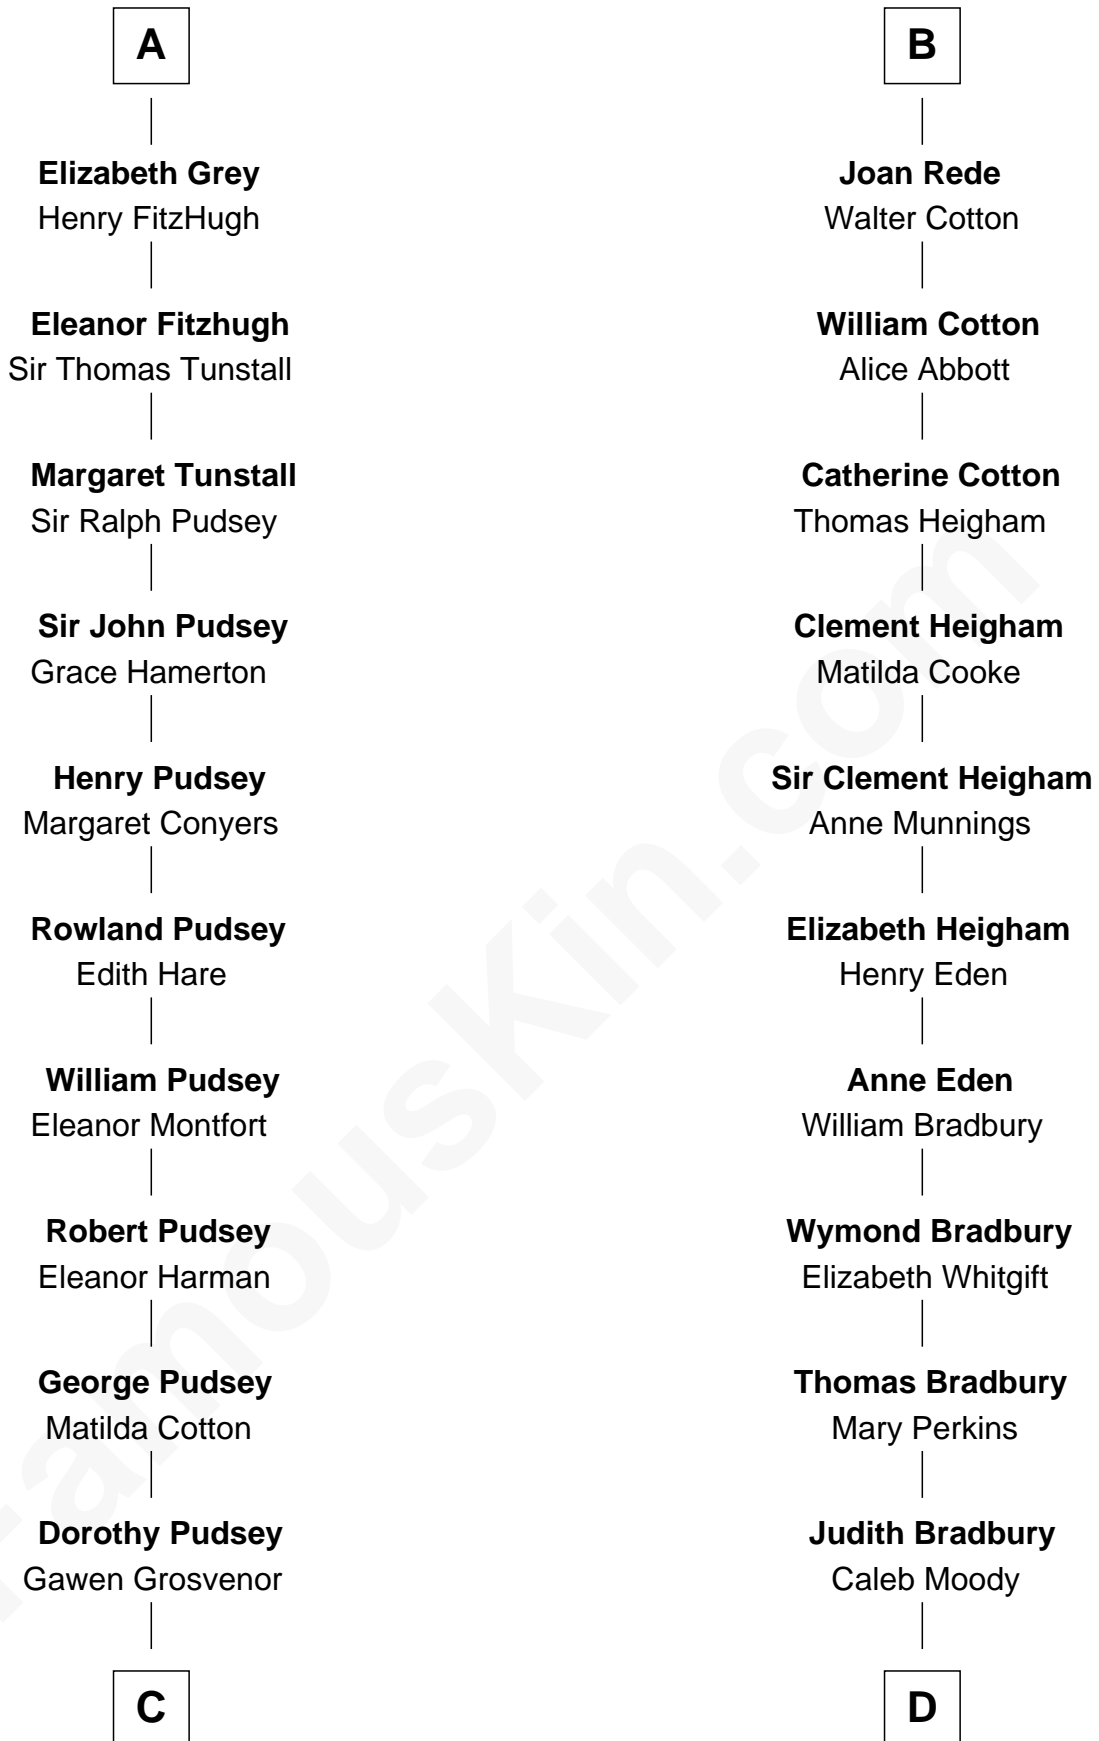 A
Elizabeth Grey
Henry FitzHugh
Eleanor Fitzhugh
Sir Thomas Tunstall
Margaret Tunstall
Sir Ralph Pudsey
Sir John Pudsey
Grace Hamerton
Henry Pudsey
Margaret Conyers
Rowland Pudsey
Edith Hare
William Pudsey
Eleanor Montfort
Robert Pudsey
Eleanor Harman
George Pudsey
Matilda Cotton
Dorothy Pudsey
Gawen Grosvenor
C
B
Joan Rede
Walter Cotton
William Cotton
Alice Abbott
Catherine Cotton
Thomas Heigham
Clement Heigham
Matilda Cooke
Sir Clement Heigham
Anne Munnings
Elizabeth Heigham
Henry Eden
Anne Eden
William Bradbury
Wymond Bradbury
Elizabeth Whitgift
Thomas Bradbury
Mary Perkins
Judith Bradbury
Caleb Moody
D
FamousKin.com